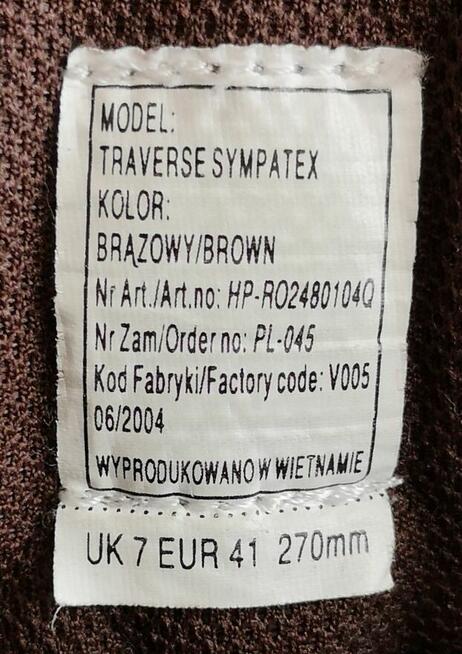 MODEL:
TRAVERSE SYMPATEX
KOLOR:
BRĄZOWY/BROWN
Nr Art./Art.no: HP-RO2480104Q
Nr Zam/Order no: PL-045
Kod Fabryki/Factory code: V005
06/2004
WYPRODUKOWANO W WIETNAMIE
UK 7 EUR 41 270mm